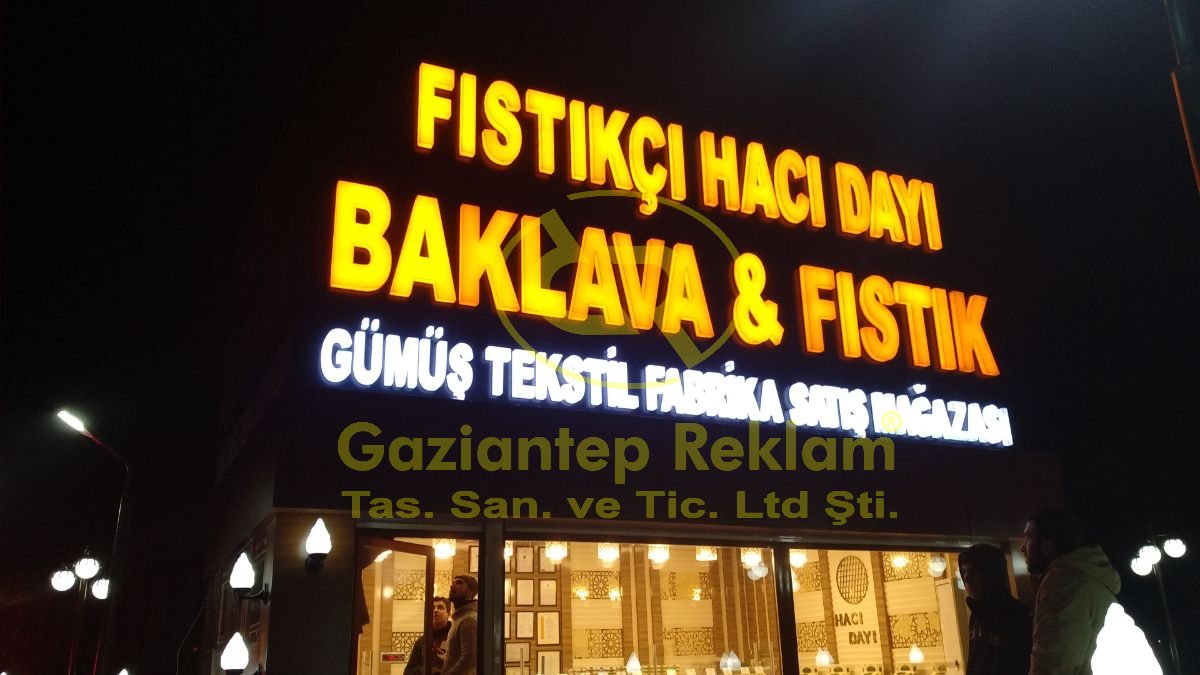 FISTIKÇI HACI DAYI
BAKLAVA & FISTIK
GÜMÜŞ TEKSTİL FABRİKA SATIŞ MAĞAZASI
Gaziantep Reklam®
Tas. San. ve Tic. Ltd Şti.
HACI
DAYI